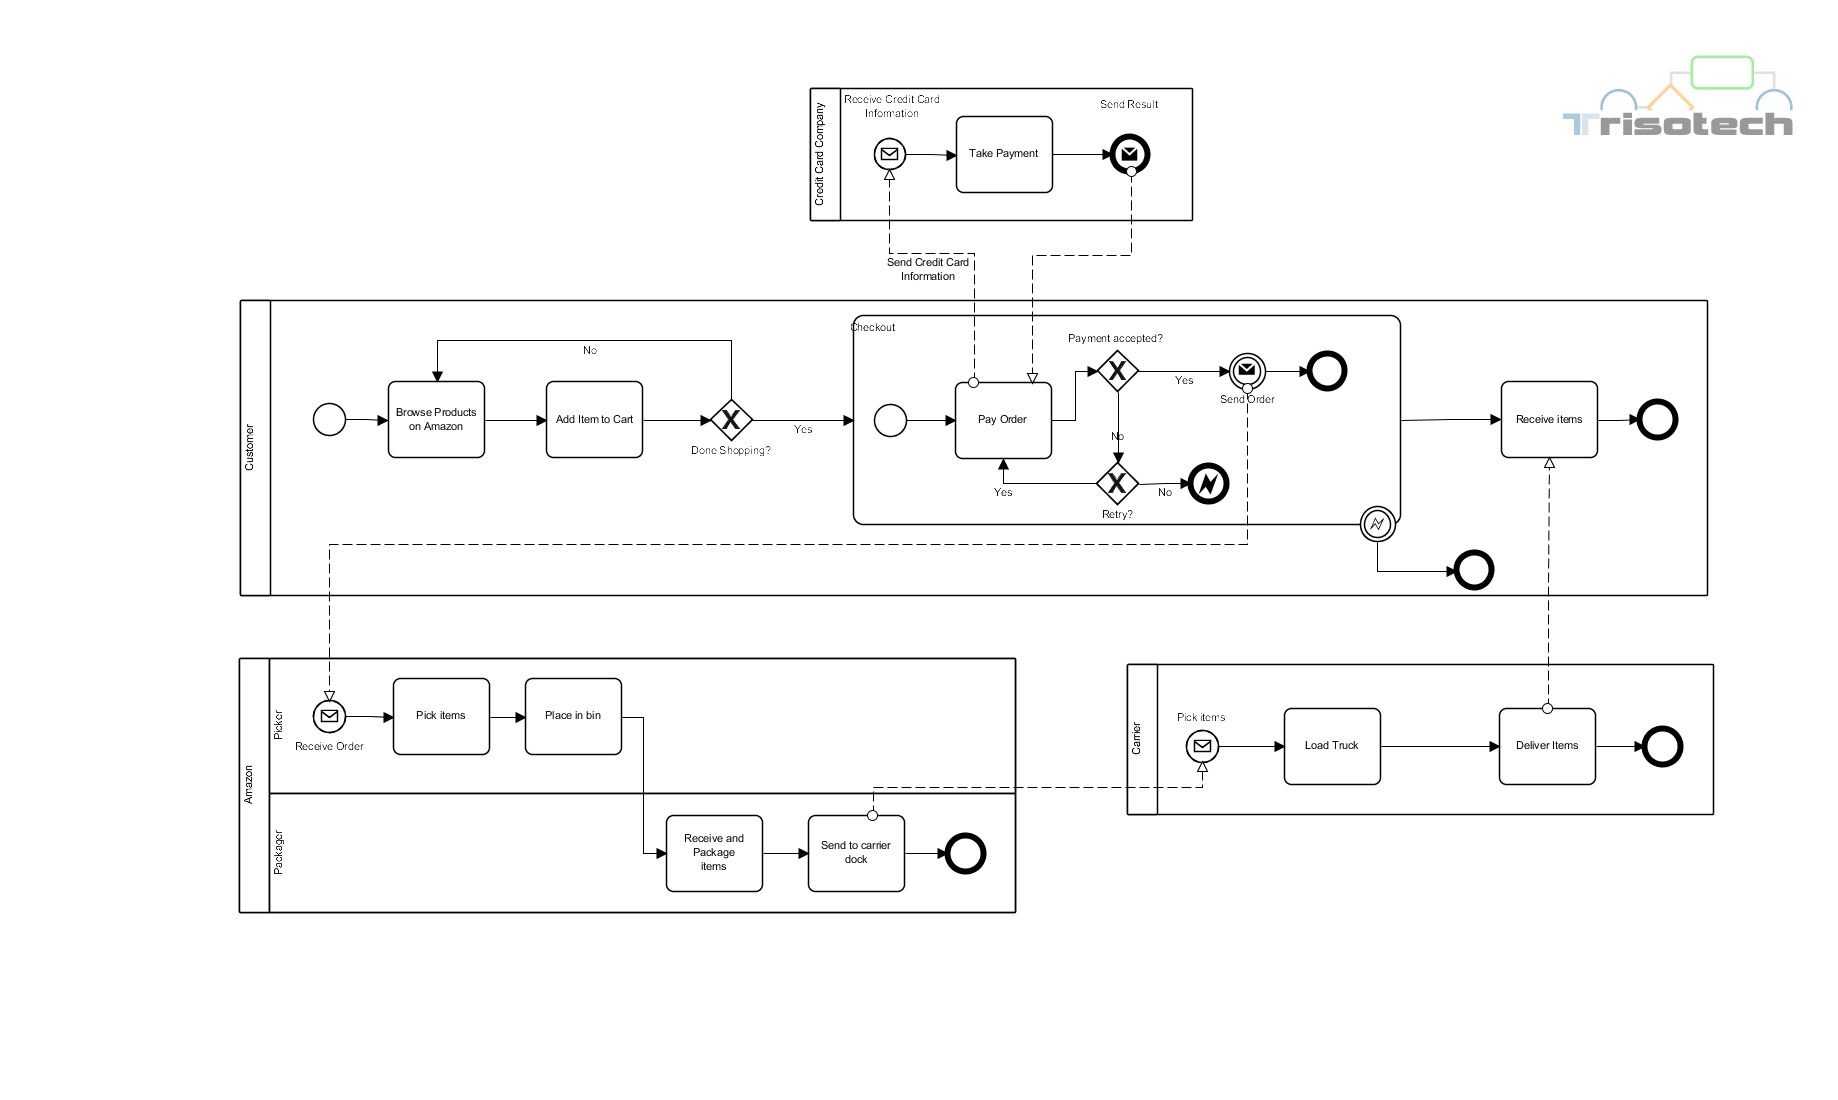 Trisotech
Credit Card Company
Receive Credit Card
Information
Take Payment
Send Result
Send Credit Card
Information
Customer
No
Browse Products
on Amazon
Add Item to Cart
Done Shopping?
Yes
Checkout
Pay Order
Payment accepted?
Yes
Send Order
No
Yes
No
Retry?
Receive items
Amazon
Picker
Receive Order
Pick items
Place in bin
Packager
Receive and
Package
items
Send to carrier
dock
Carrier
Pick items
Load Truck
Deliver Items